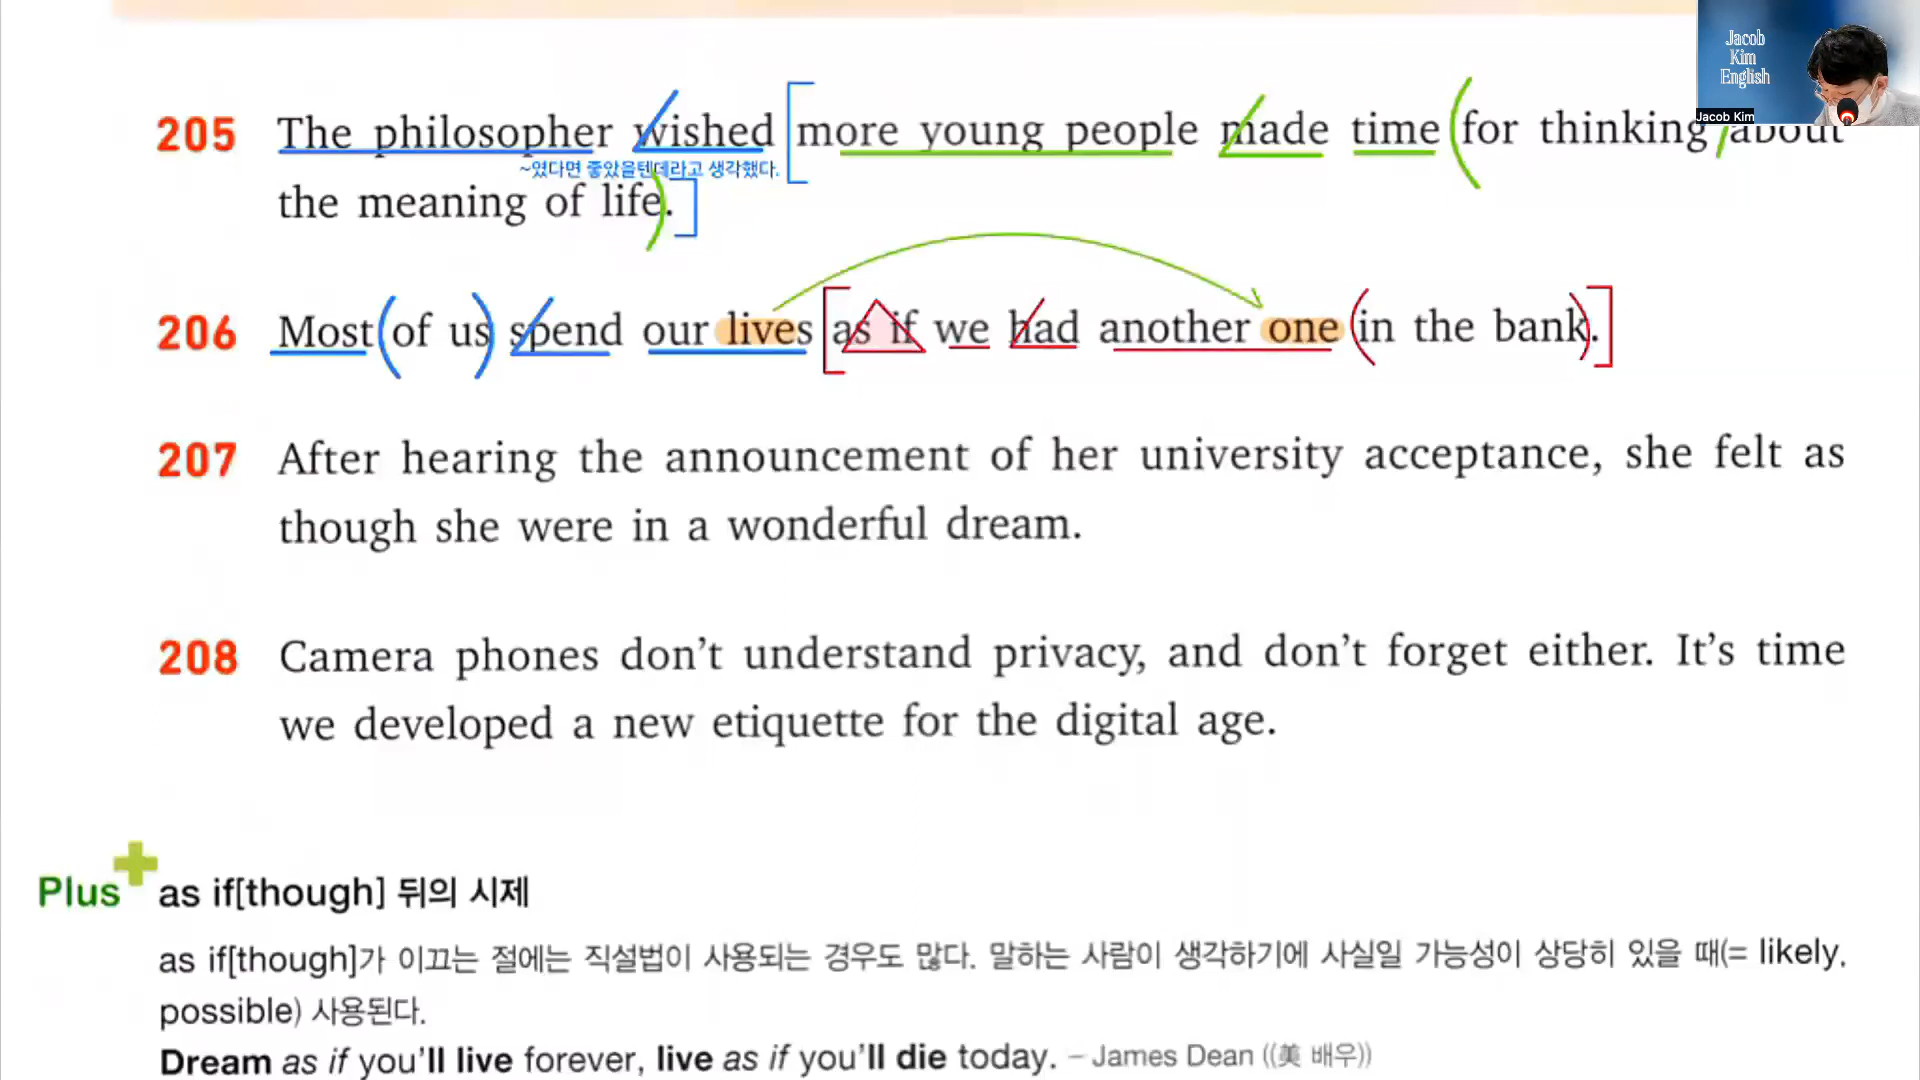 Jacob
Kim
English
Jacob Kim
205 The philosopher wished more young people made time for thinking about
~였다면 좋았을텐데라고 생각했다.
the meaning of life.
206 Most of us spend our lives as if we had another one in the bank.
207 After hearing the announcement of her university acceptance, she felt as
though she were in a wonderful dream.
208 Camera phones don't understand privacy, and don't forget either. It's time
we developed a new etiquette for the digital age.
Plus as if[though] 뒤의 시제
as if[though]가 이끄는 절에는 직설법이 사용되는 경우도 많다. 말하는 사람이 생각하기에 사실일 가능성이 상당히 있을 때(= likely,
possible) 사용된다.
Dream as if you'll live forever, live as if you'll die today. – James Dean ((美 배우))